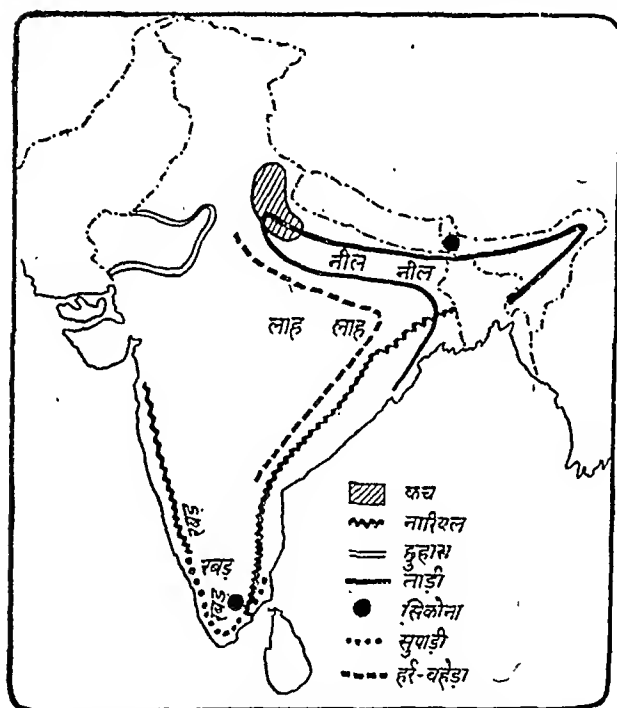 नील नील
लाह लाह
रबड़
रबड़
रबड़
कच
नारियल
छुहारा
ताड़ी
सिंकोना
सुपाड़ी
हर्र-बहेड़ा